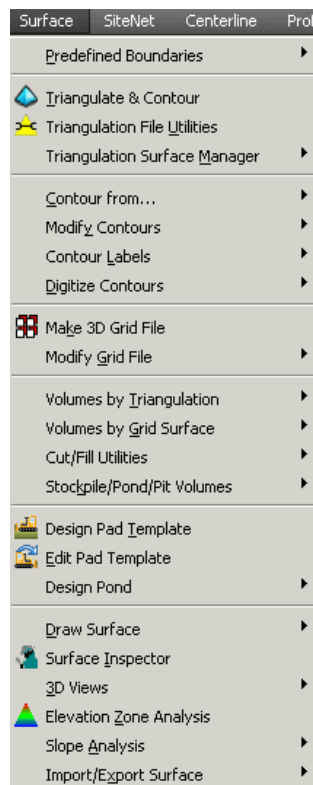 Surface SiteNet Centerline
Predefined Boundaries
Triangulate & Contour
Triangulation File Utilities
Triangulation Surface Manager
Contour from...
Modify Contours
Contour Labels
Digitize Contours
Make 3D Grid File
Modify Grid File
Volumes by Triangulation
Volumes by Grid Surface
Cut/Fill Utilities
Stockpile/Pond/Pit Volumes
Design Pad Template
Edit Pad Template
Design Pond
Draw Surface
Surface Inspector
3D Views
Elevation Zone Analysis
Slope Analysis
Import/Export Surface